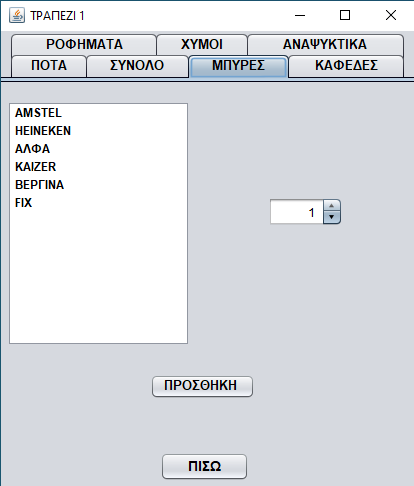 ΤΡΑΠΕΖΙ 1
ΡΟΦΗΜΑΤΑ ΧΥΜΟΙ ΑΝΑΨΥΚΤΙΚΑ
ΠΟΤΑ ΣΥΝΟΛΟ ΜΠΥΡΕΣ ΚΑΦΕΔΕΣ
AMSTEL
HEINEKEN
ΑΛΦΑ
KAIZER
ΒΕΡΓΙΝΑ
FIX
1
ΠΡΟΣΘΗΚΗ
ΠΙΣΩ